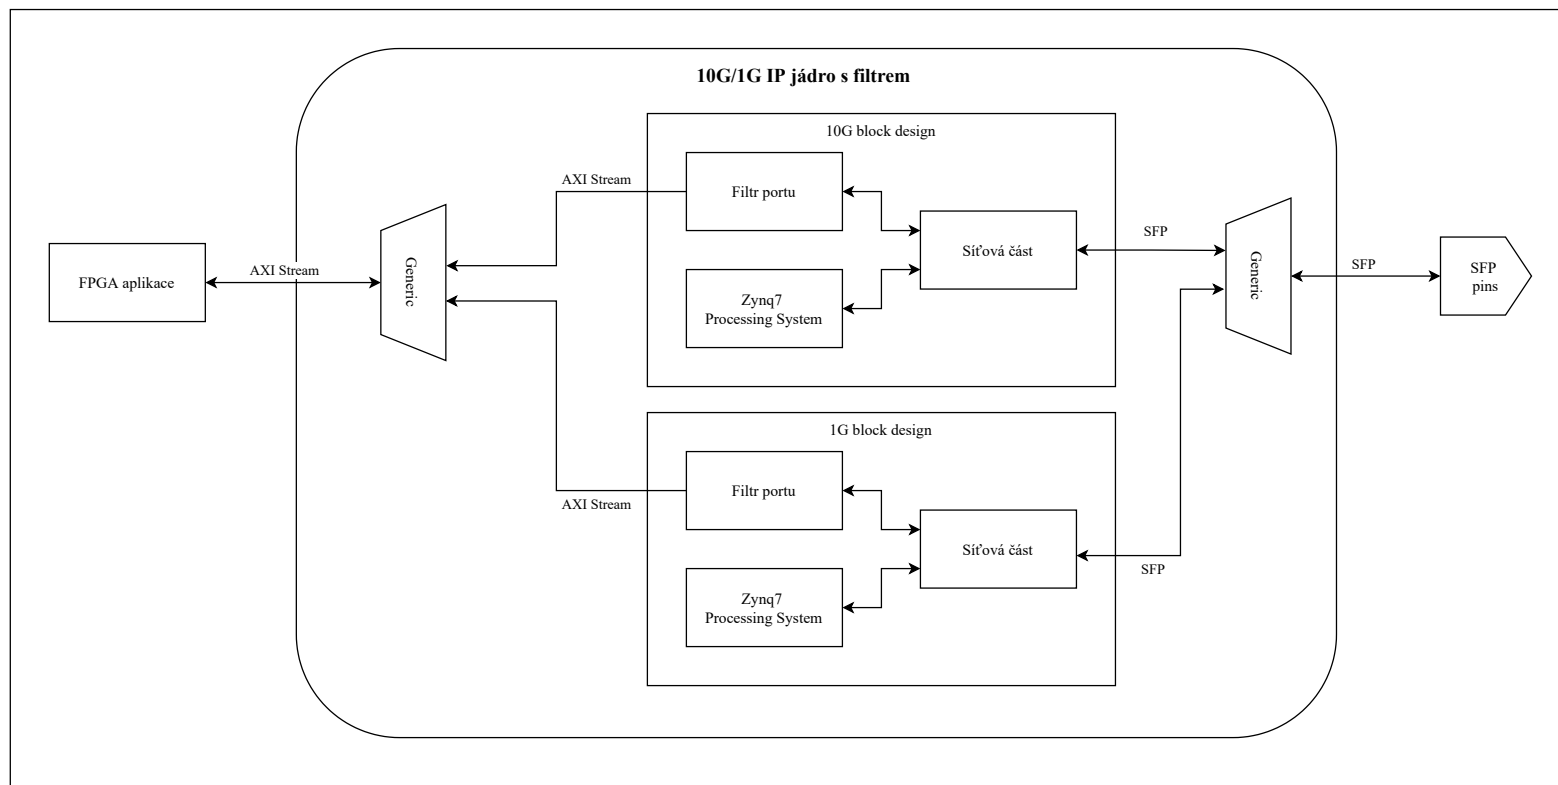 10G/1G IP jádro s filtrem
10G block design
Filtr portu
AXI Stream
Síťová část
SFP
Generic
Zynq7
Processing System
FPGA aplikace
AXI Stream
Generic
SFP
SFP
pins
1G block design
Filtr portu
AXI Stream
Síťová část
SFP
Zynq7
Processing System